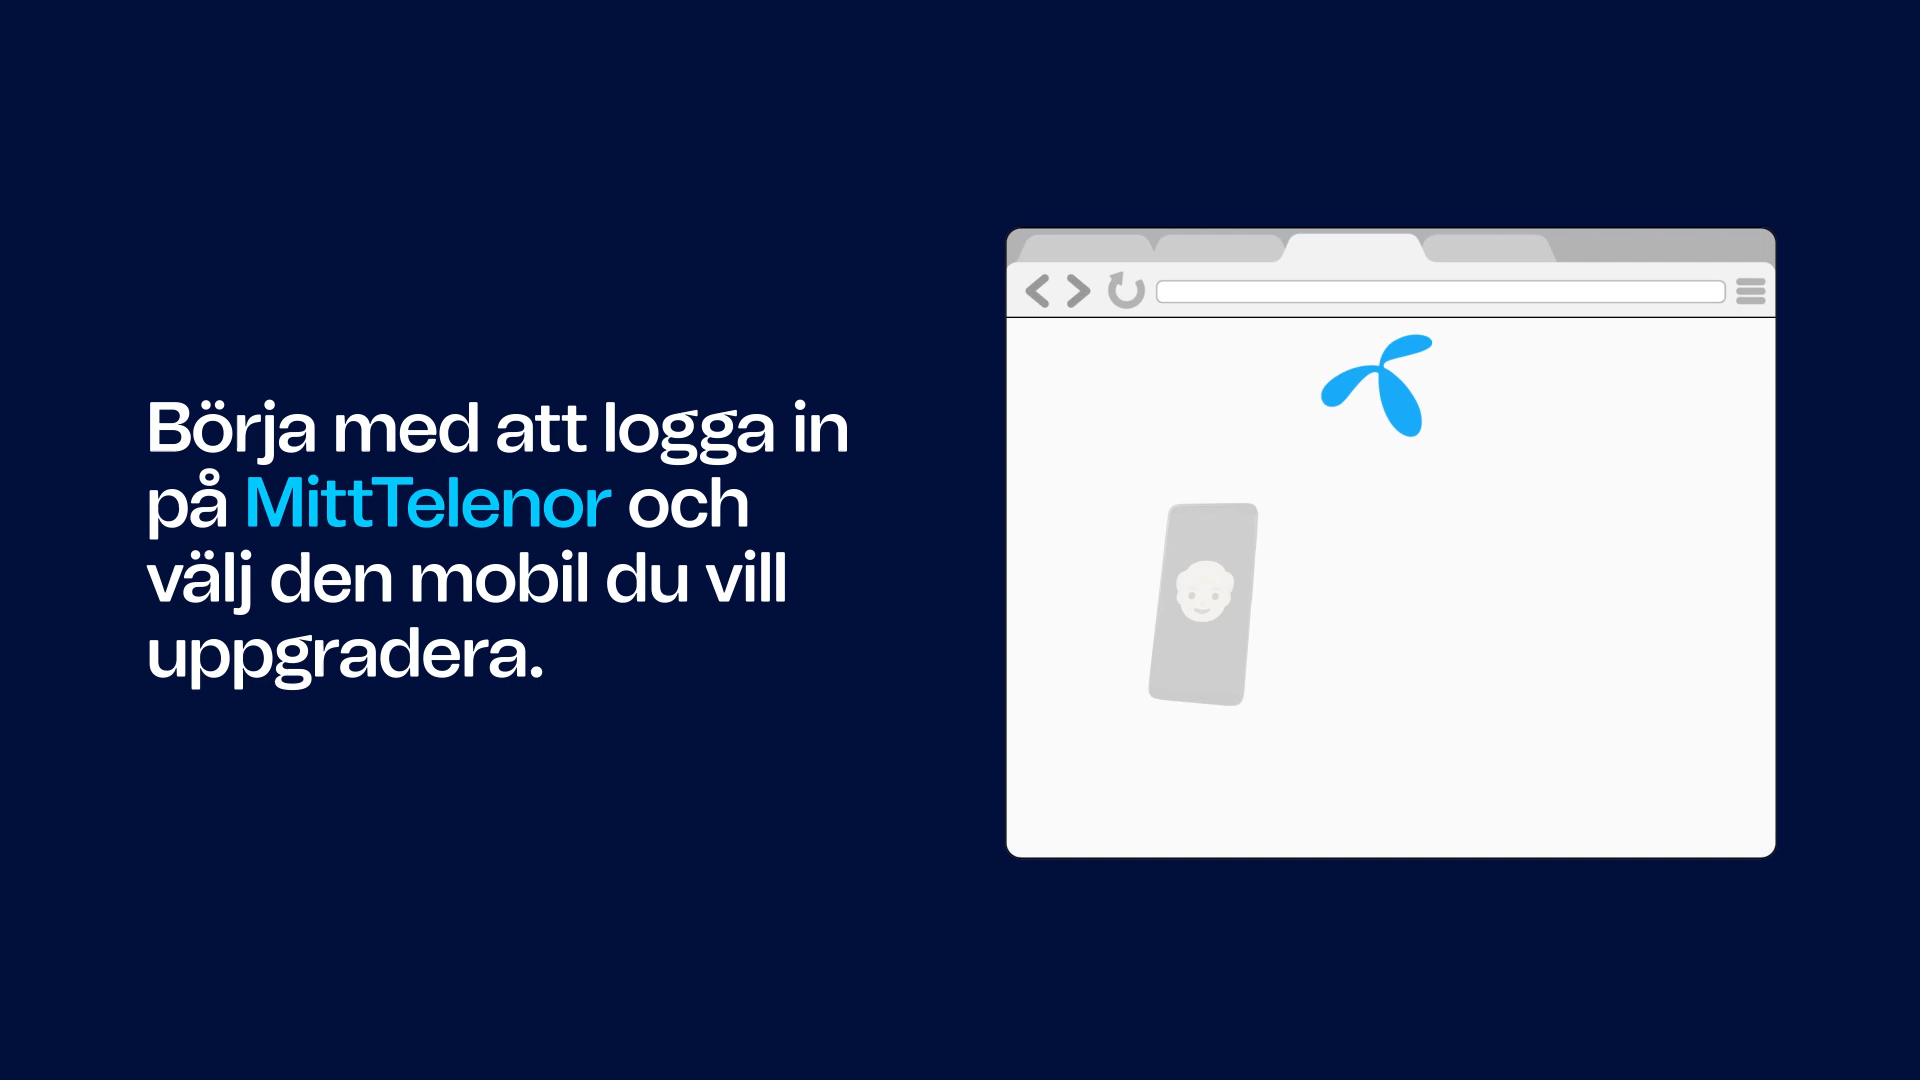 Börja med att logga in
på MittTelenor och
välj den mobil du vill
uppgradera.